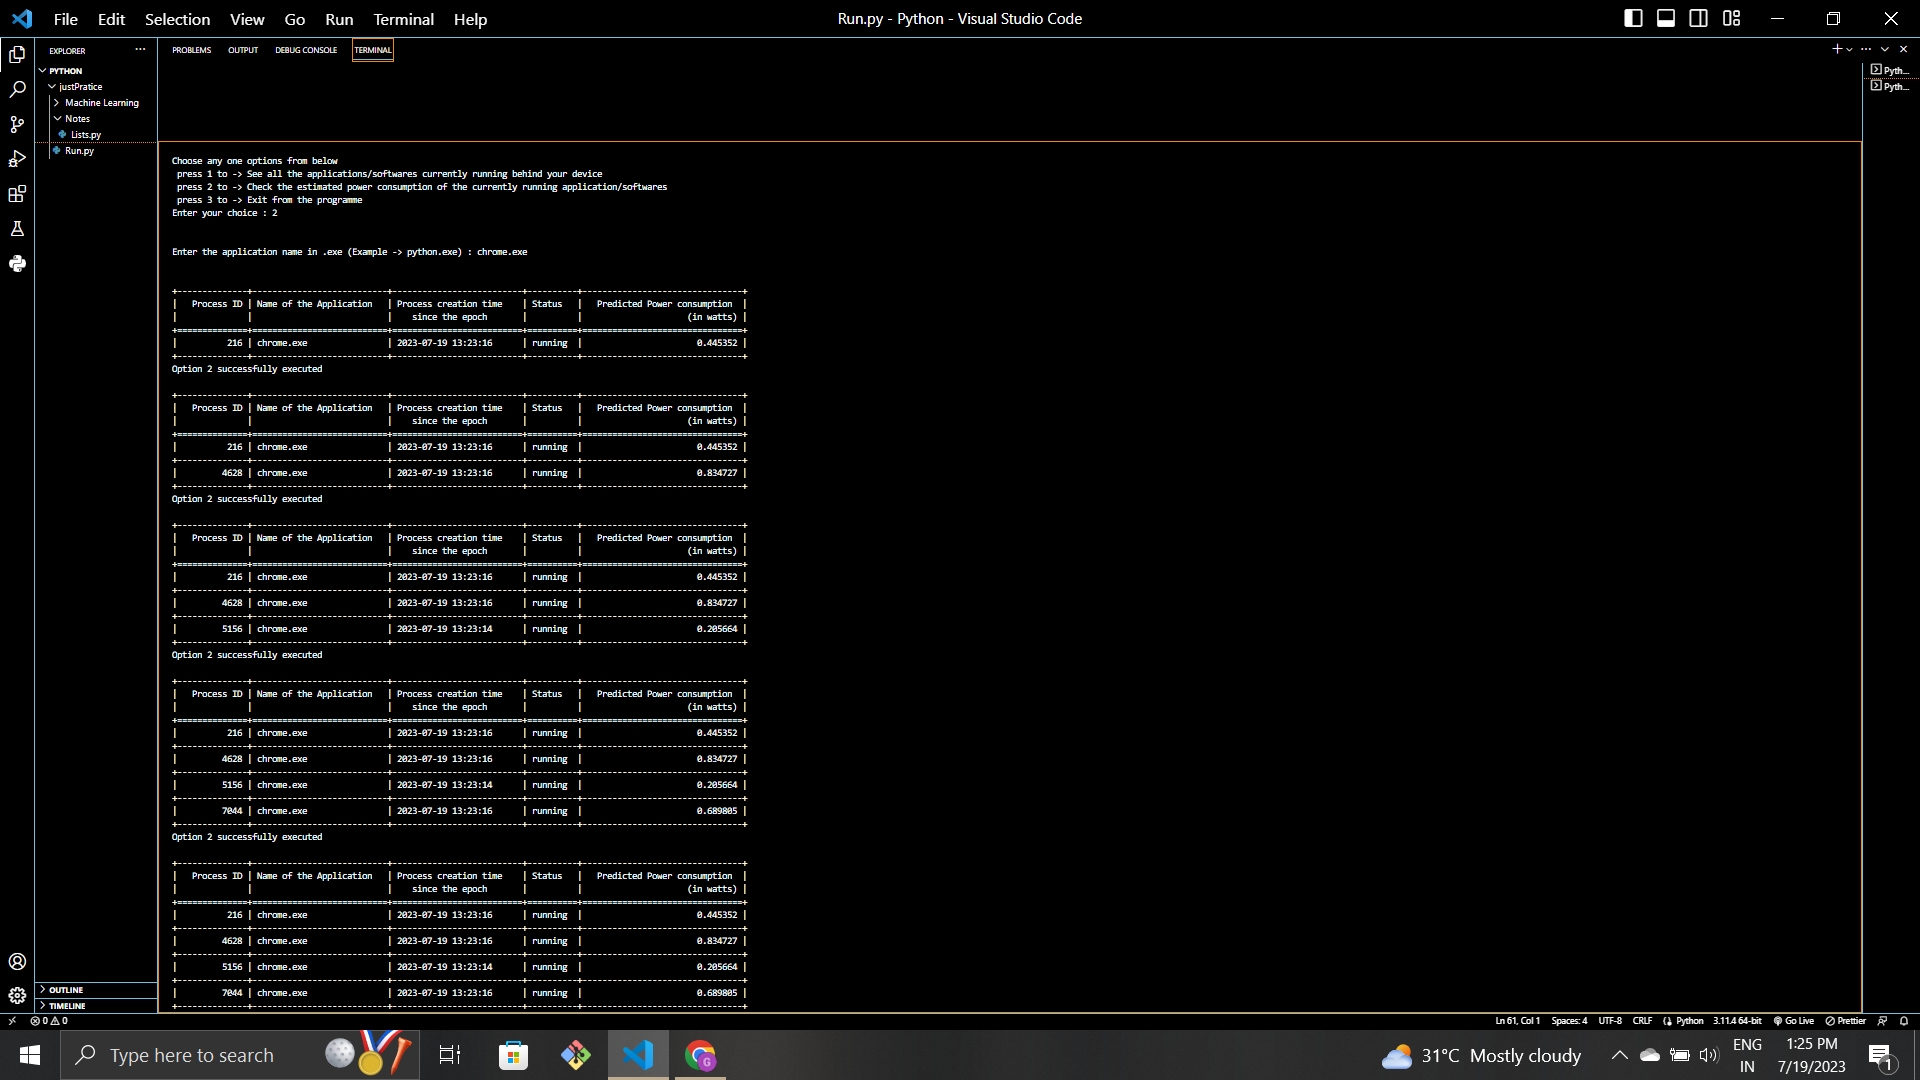 File Edit Selection View Go Run Terminal Help
Run.py - Python - Visual Studio Code
EXPLORER ...
PYTHON
justPratice
Machine Learning
Notes
Lists.py
Run.py
OUTLINE
TIMELINE
PROBLEMS OUTPUT DEBUG CONSOLE TERMINAL
Pyth...
Pyth...
Choose any one options from below
press 1 to -> See all the applications/softwares currently running behind your device
press 2 to -> Check the estimated power consumption of the currently running application/softwares
press 3 to -> Exit from the programme
Enter your choice : 2
Enter the application name in .exe (Example -> python.exe) : chrome.exe
| Process ID | Name of the Application | Process creation time | Status | Predicted Power consumption |
| | | since the epoch | | (in watts) |
| 216 | chrome.exe | 2023-07-19 13:23:16 | running | 0.445352 |
Option 2 successfully executed
| Process ID | Name of the Application | Process creation time | Status | Predicted Power consumption |
| | | since the epoch | | (in watts) |
| 216 | chrome.exe | 2023-07-19 13:23:16 | running | 0.445352 |
| 4628 | chrome.exe | 2023-07-19 13:23:16 | running | 0.834727 |
Option 2 successfully executed
| Process ID | Name of the Application | Process creation time | Status | Predicted Power consumption |
| | | since the epoch | | (in watts) |
| 216 | chrome.exe | 2023-07-19 13:23:16 | running | 0.445352 |
| 4628 | chrome.exe | 2023-07-19 13:23:16 | running | 0.834727 |
| 5156 | chrome.exe | 2023-07-19 13:23:14 | running | 0.205664 |
Option 2 successfully executed
| Process ID | Name of the Application | Process creation time | Status | Predicted Power consumption |
| | | since the epoch | | (in watts) |
| 216 | chrome.exe | 2023-07-19 13:23:16 | running | 0.445352 |
| 4628 | chrome.exe | 2023-07-19 13:23:16 | running | 0.834727 |
| 5156 | chrome.exe | 2023-07-19 13:23:14 | running | 0.205664 |
| 7044 | chrome.exe | 2023-07-19 13:23:16 | running | 0.689805 |
Option 2 successfully executed
| Process ID | Name of the Application | Process creation time | Status | Predicted Power consumption |
| | | since the epoch | | (in watts) |
| 216 | chrome.exe | 2023-07-19 13:23:16 | running | 0.445352 |
| 4628 | chrome.exe | 2023-07-19 13:23:16 | running | 0.834727 |
| 5156 | chrome.exe | 2023-07-19 13:23:14 | running | 0.205664 |
| 7044 | chrome.exe | 2023-07-19 13:23:16 | running | 0.689805 |
0 0
Ln 61, Col 1 Spaces: 4 UTF-8 CRLF Python 3.11.4 64-bit Go Live Prettier
Type here to search
G
31°C Mostly cloudy
ENG
IN
1:25 PM
7/19/2023
1